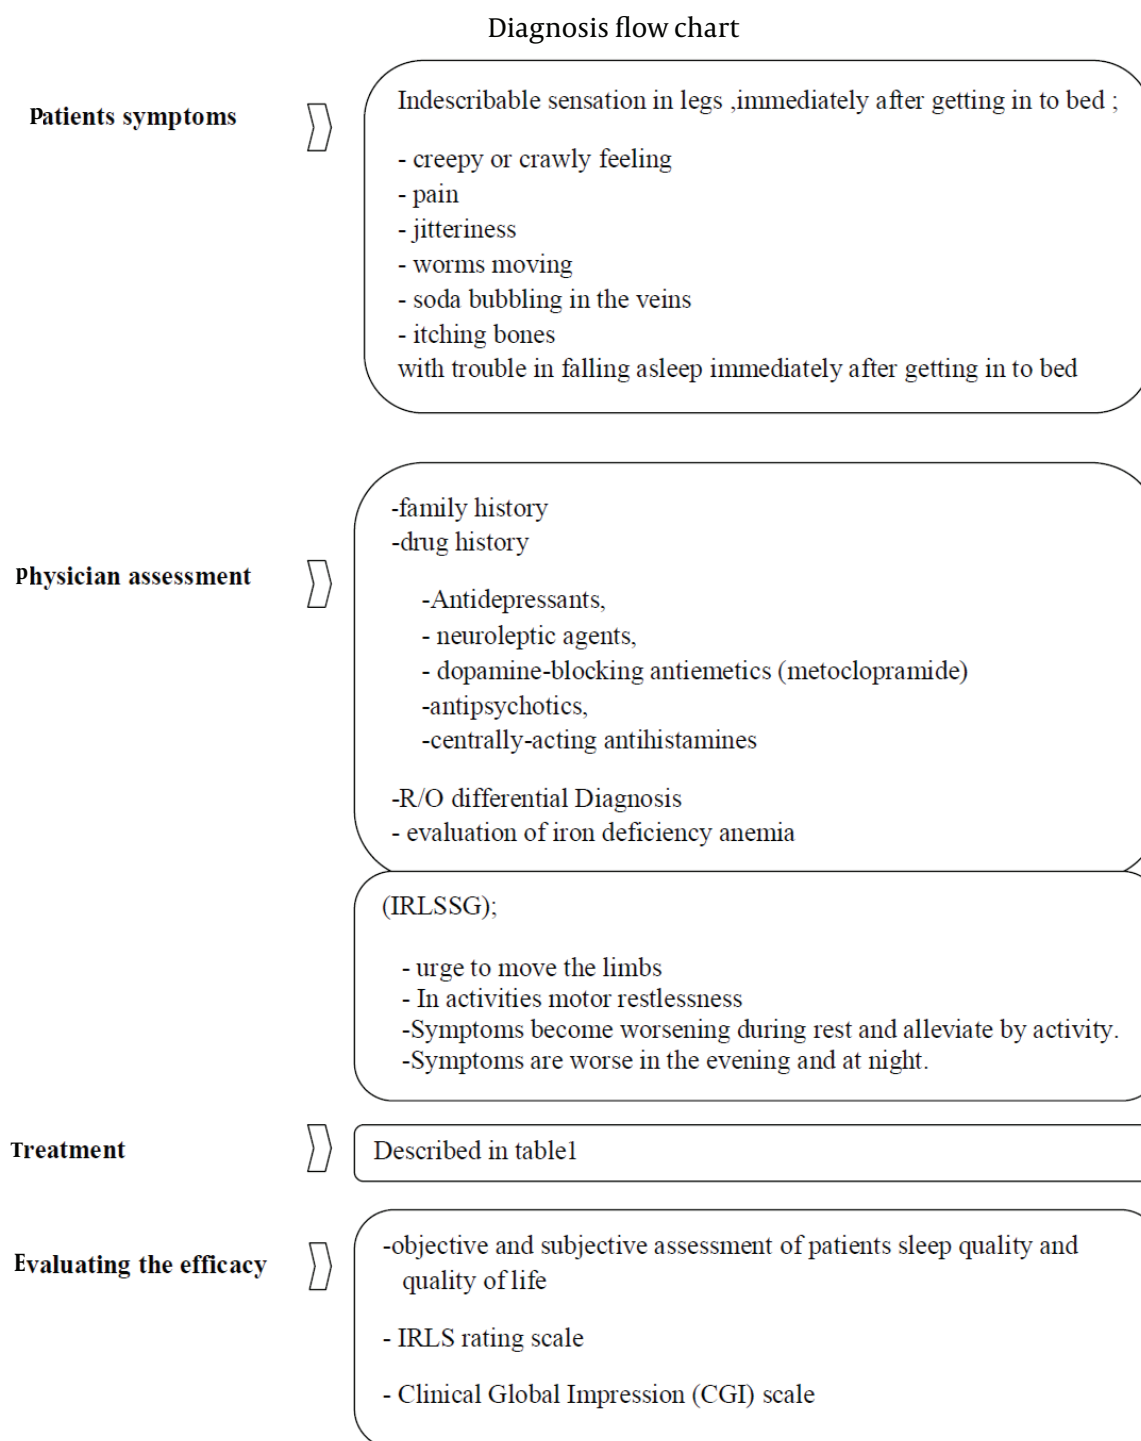 Diagnosis flow chart
Patients symptoms
Indescribable sensation in legs ,immediately after getting in to bed ;
- creepy or crawly feeling
- pain
- jitteriness
- worms moving
- soda bubbling in the veins
- itching bones
with trouble in falling asleep immediately after getting in to bed
Physician assessment
-family history
-drug history
-Antidepressants,
- neuroleptic agents,
- dopamine-blocking antiemetics (metoclopramide)
-antipsychotics,
-centrally-acting antihistamines
-R/O differential Diagnosis
- evaluation of iron deficiency anemia
(IRLSSG);
- urge to move the limbs
- In activities motor restlessness
-Symptoms become worsening during rest and alleviate by activity.
-Symptoms are worse in the evening and at night.
Treatment
Described in table1
Evaluating the efficacy
-objective and subjective assessment of patients sleep quality and
quality of life
- IRLS rating scale
- Clinical Global Impression (CGI) scale